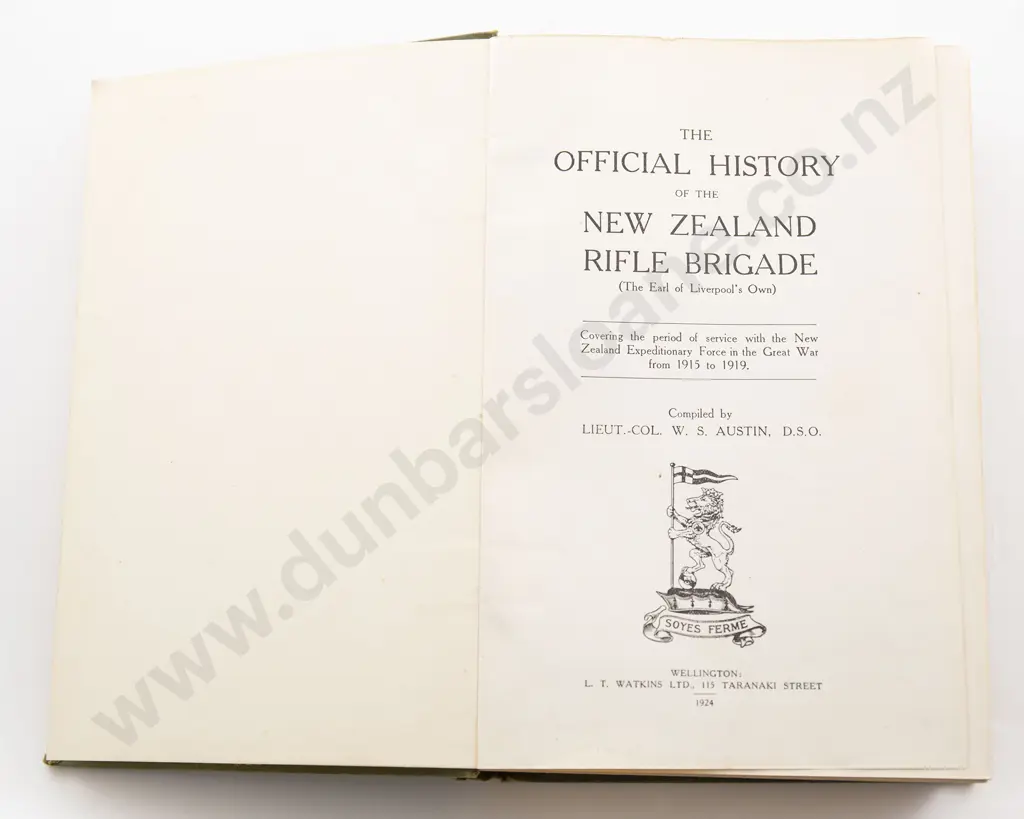 THE
OFFICIAL HISTORY
OF THE
NEW ZEALAND
RIFLE BRIGADE
(The Earl of Liverpool's Own)
Covering the period of service with the New
Zealand Expeditionary Force in the Great War
from 1915 to 1919.
Compiled by
LIEUT.-COL. W. S. AUSTIN, D.S.O.
SOYES FERME
WELLINGTON:
L. T. WATKINS LTD., 115 TARANAKI STREET
1924
www.dunbarsloane.co.nz